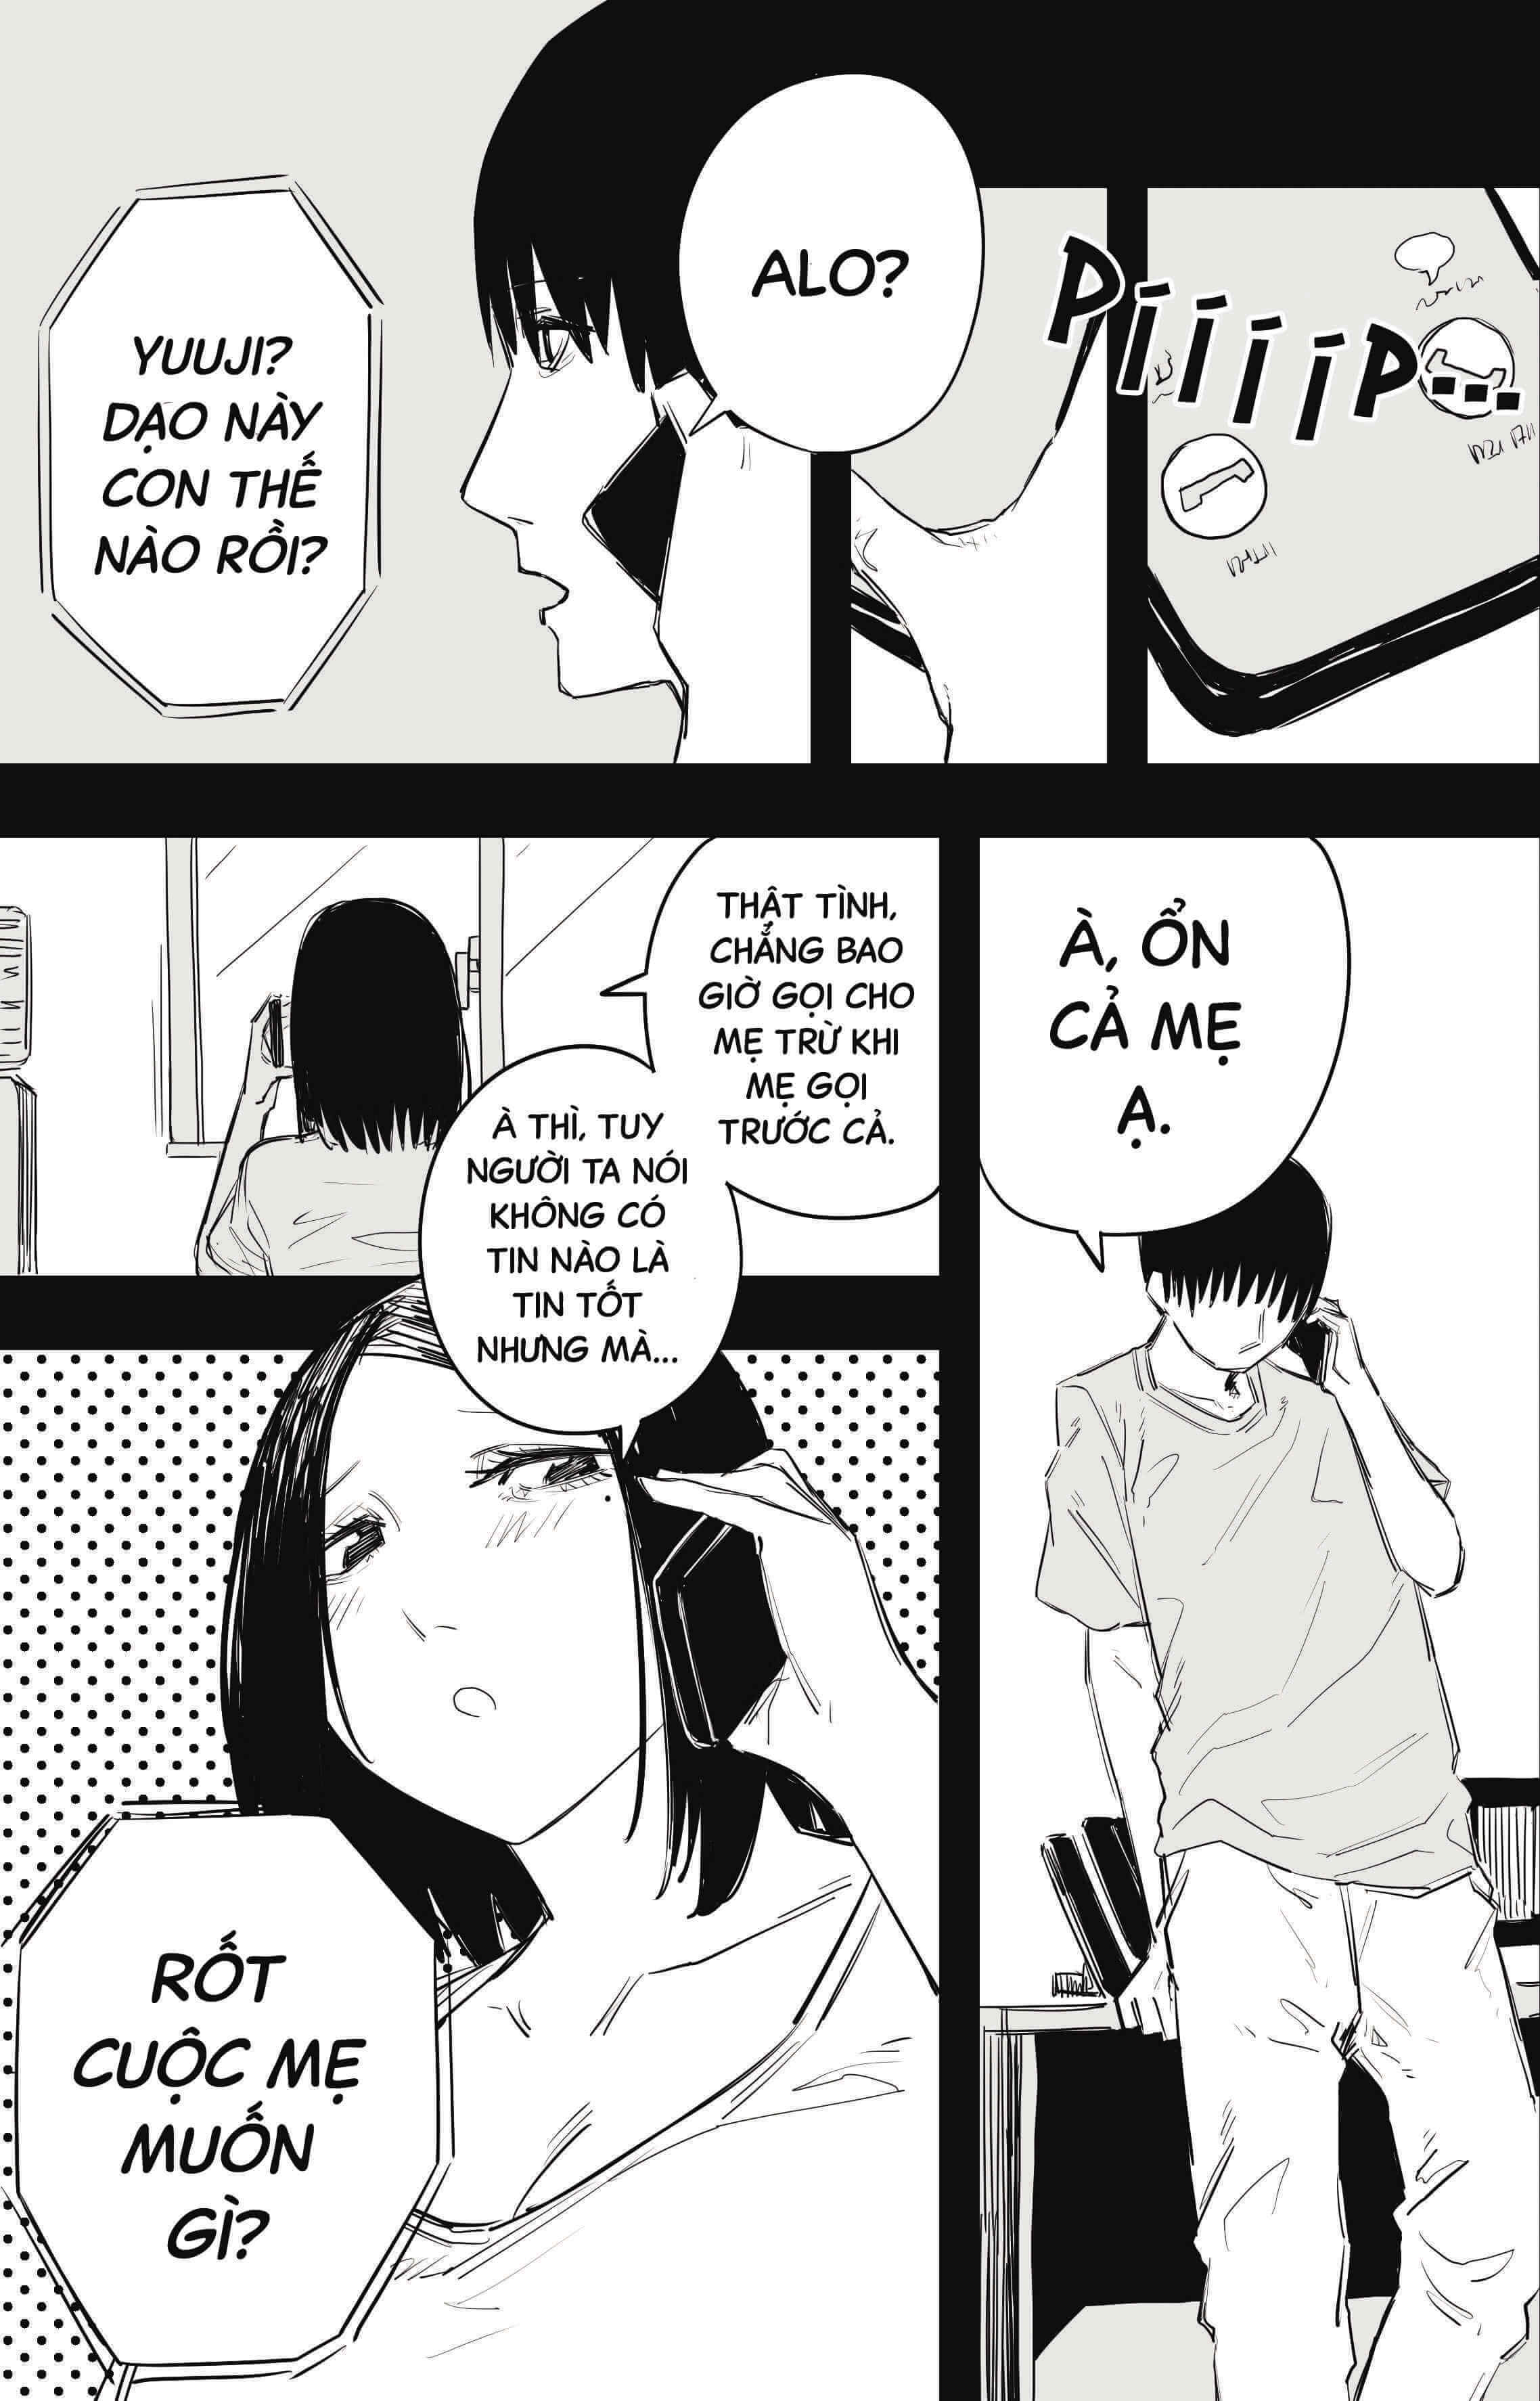 PÍÍÍÍP...
ALO?
YUUJI?
DẠO NÀY
CON THẾ
NÀO RỒI?
À, ỔN
CẢ MẸ
Ạ.
THẬT TÌNH,
CHẲNG BAO
GIỜ GỌI CHO
MẸ TRỪ KHI
MẸ GỌI
TRƯỚC CẢ.
À THÌ, TUY
NGƯỜI TA NÓI
KHÔNG CÓ
TIN NÀO LÀ
TIN TỐT
NHƯNG MÀ...
RỐT
CUỘC MẸ
MUỐN
GÌ?